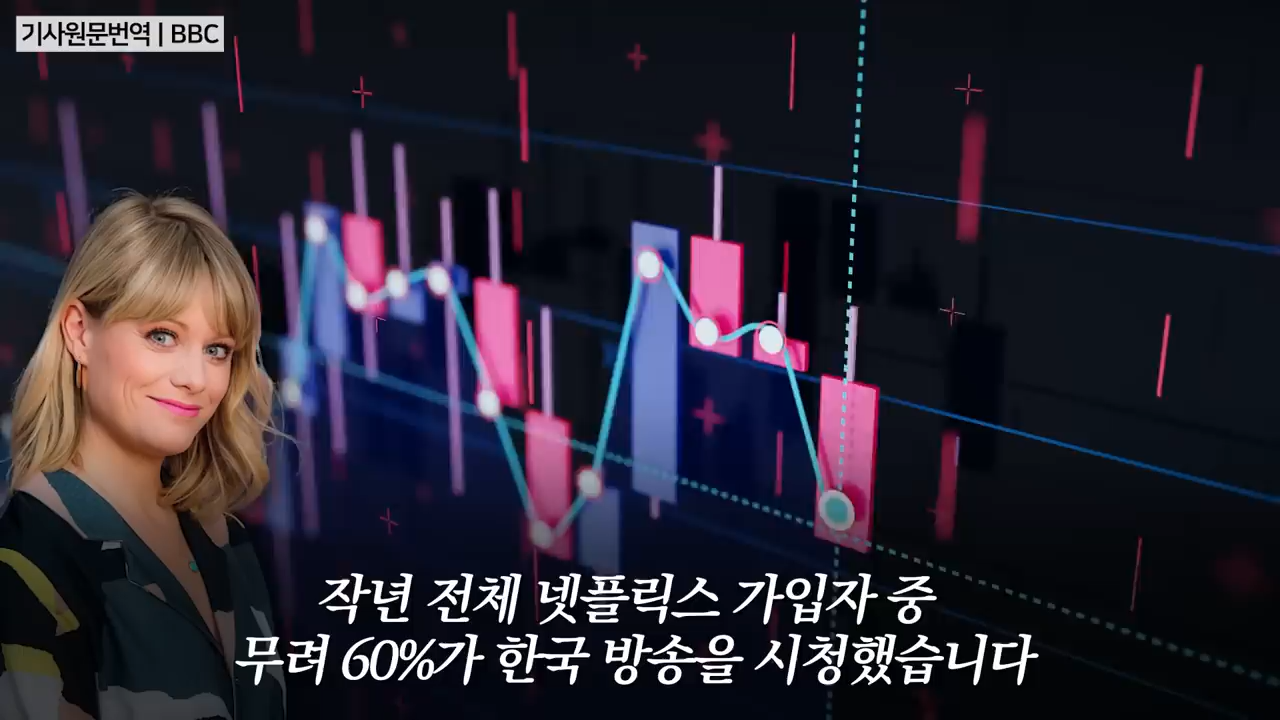 기사원문번역 | BBC
작년 전체 넷플릭스 가입자 중
무려 60%가 한국 방송을 시청했습니다